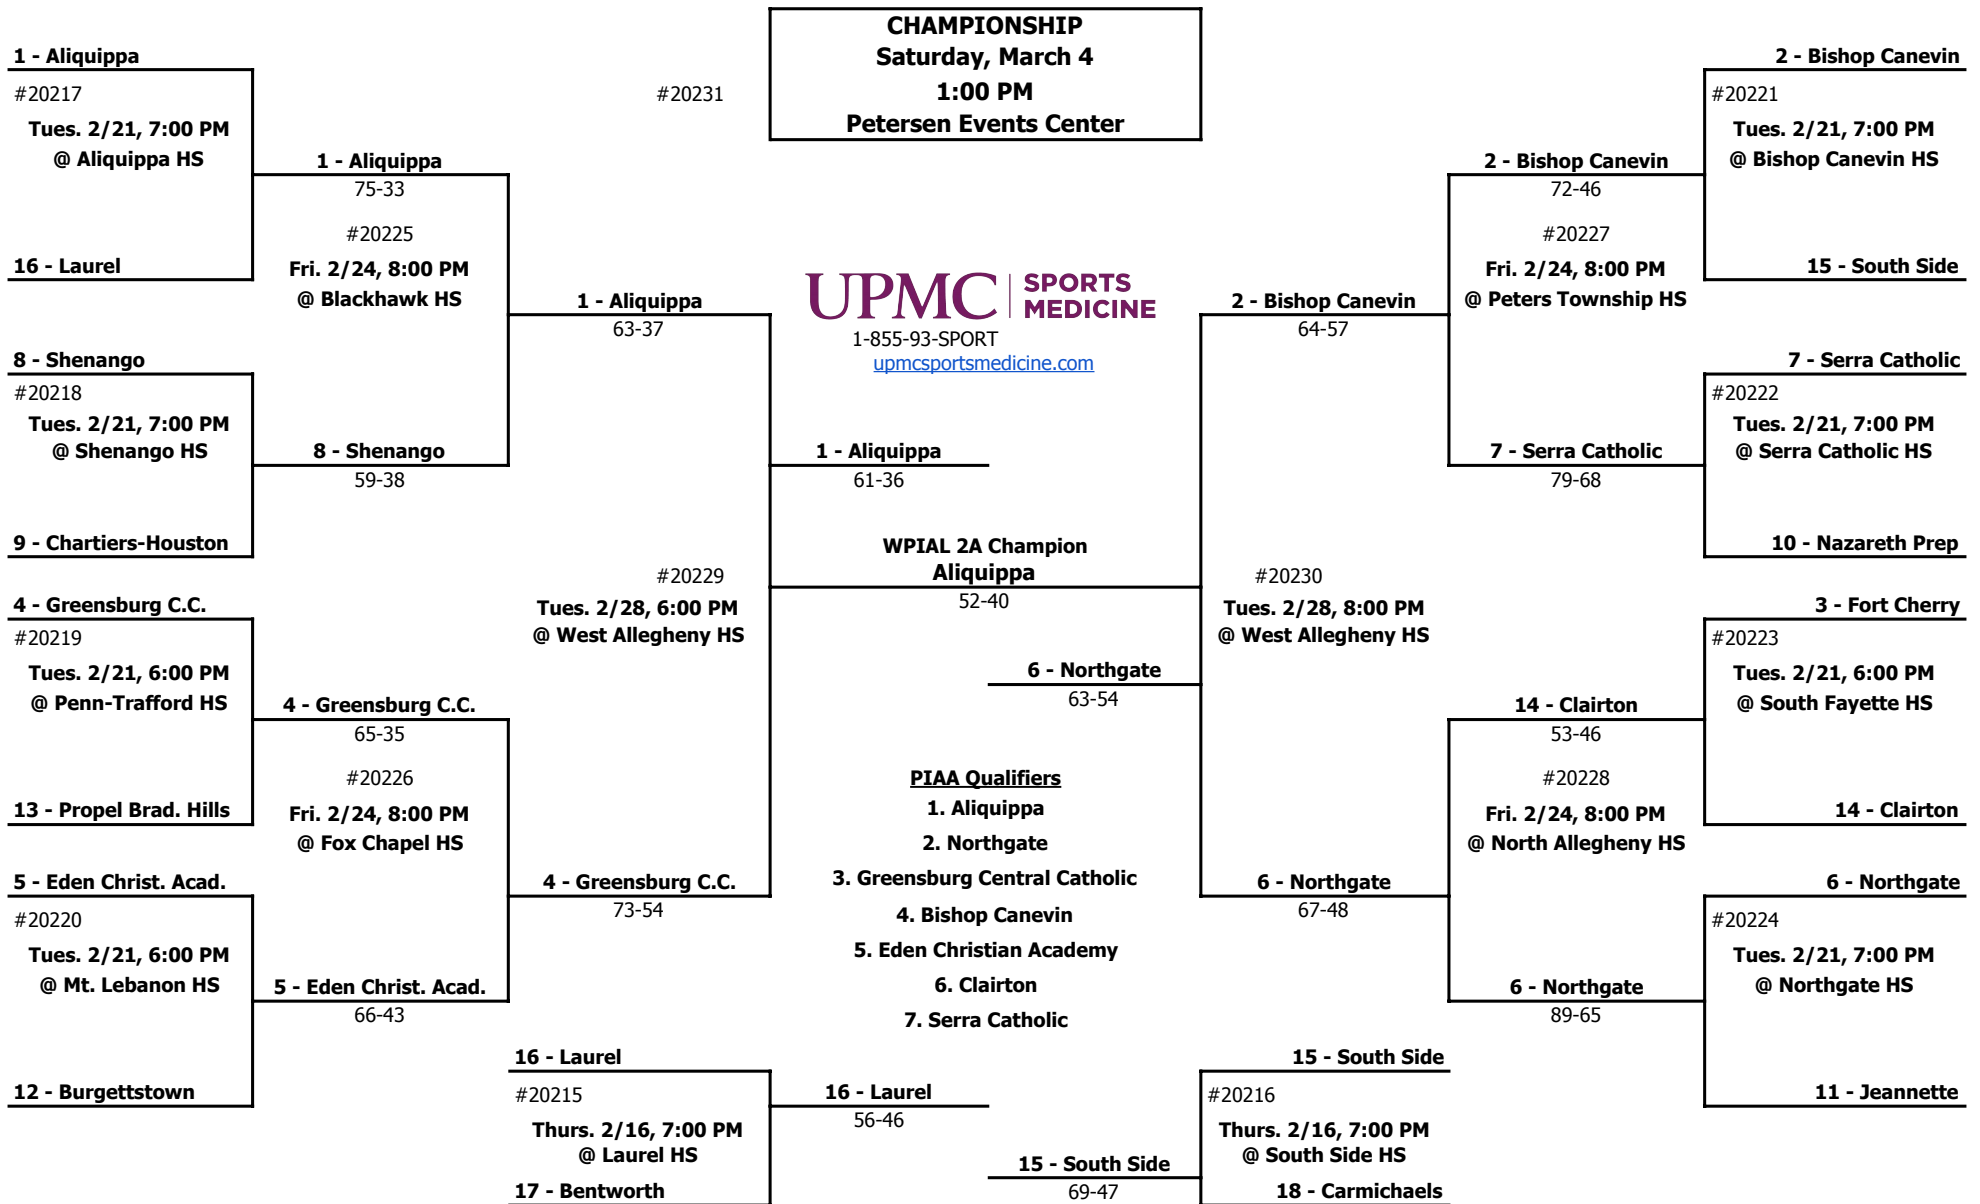 CHAMPIONSHIP
Saturday, March 4
1:00 PM
Petersen Events Center
#20231
1 - Aliquippa
#20217
Tues. 2/21, 7:00 PM
@ Aliquippa HS
16 - Laurel
8 - Shenango
#20218
Tues. 2/21, 7:00 PM
@ Shenango HS
9 - Chartiers-Houston
4 - Greensburg C.C.
#20219
Tues. 2/21, 6:00 PM
@ Penn-Trafford HS
13 - Propel Brad. Hills
5 - Eden Christ. Acad.
#20220
Tues. 2/21, 6:00 PM
@ Mt. Lebanon HS
12 - Burgettstown
1 - Aliquippa
75-33
#20225
Fri. 2/24, 8:00 PM
@ Blackhawk HS
8 - Shenango
59-38
4 - Greensburg C.C.
65-35
#20226
Fri. 2/24, 8:00 PM
@ Fox Chapel HS
5 - Eden Christ. Acad.
66-43
1 - Aliquippa
63-37
#20229
Tues. 2/28, 6:00 PM
@ West Allegheny HS
4 - Greensburg C.C.
73-54
UPMC | SPORTS MEDICINE
1-855-93-SPORT
upmcsportsmedicine.com
1 - Aliquippa
61-36
WPIAL 2A Champion
Aliquippa
52-40
6 - Northgate
63-54
PIAA Qualifiers
1. Aliquippa
2. Northgate
3. Greensburg Central Catholic
4. Bishop Canevin
5. Eden Christian Academy
6. Clairton
7. Serra Catholic
2 - Bishop Canevin
64-57
#20230
Tues. 2/28, 8:00 PM
@ West Allegheny HS
6 - Northgate
67-48
2 - Bishop Canevin
72-46
#20227
Fri. 2/24, 8:00 PM
@ Peters Township HS
7 - Serra Catholic
79-68
14 - Clairton
53-46
#20228
Fri. 2/24, 8:00 PM
@ North Allegheny HS
6 - Northgate
89-65
2 - Bishop Canevin
#20221
Tues. 2/21, 7:00 PM
@ Bishop Canevin HS
15 - South Side
7 - Serra Catholic
#20222
Tues. 2/21, 7:00 PM
@ Serra Catholic HS
10 - Nazareth Prep
3 - Fort Cherry
#20223
Tues. 2/21, 6:00 PM
@ South Fayette HS
14 - Clairton
6 - Northgate
#20224
Tues. 2/21, 7:00 PM
@ Northgate HS
11 - Jeannette
16 - Laurel
#20215
Thurs. 2/16, 7:00 PM
@ Laurel HS
17 - Bentworth
16 - Laurel
56-46
15 - South Side
69-47
15 - South Side
#20216
Thurs. 2/16, 7:00 PM
@ South Side HS
18 - Carmichaels